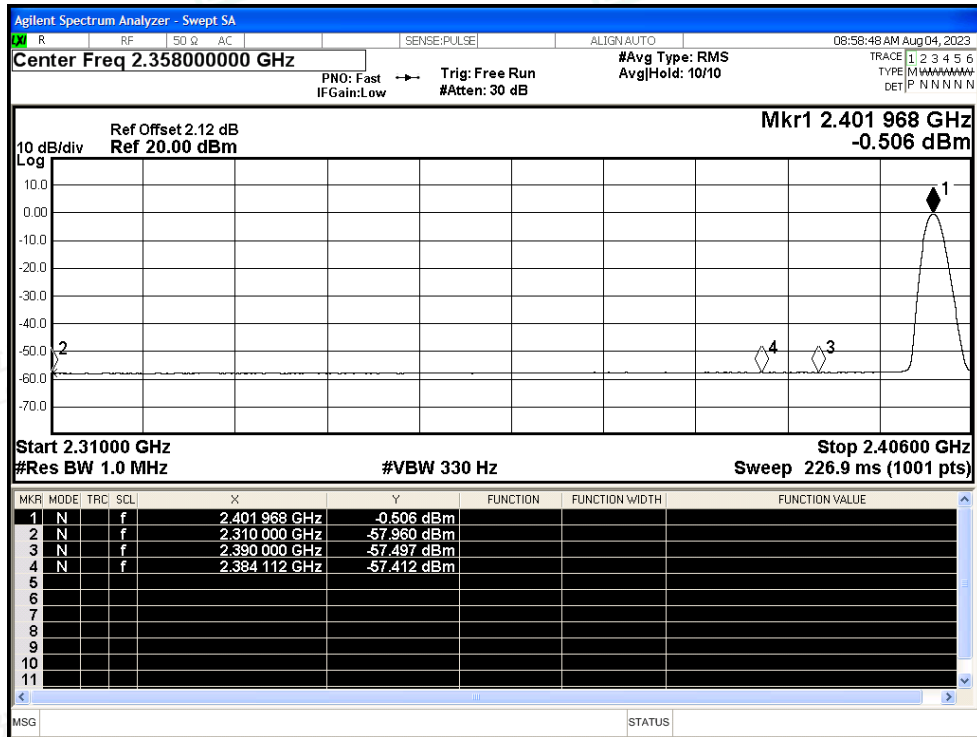 Agilent Spectrum Analyzer - Swept SA
LXI R RF 50 Ω AC SENSE:PULSE ALIGN AUTO 08:58:48 AM Aug 04, 2023
Center Freq 2.358000000 GHz #Avg Type: RMS TRACE 1 2 3 4 5 6
PNO: Fast Trig: Free Run Avg|Hold: 10/10 TYPE M
IFGain:Low #Atten: 30 dB DET P N N N N N
Mkr1 2.401 968 GHz
Ref Offset 2.12 dB
10 dB/div Ref 20.00 dBm -0.506 dBm
Log
10.0
1
0.00
-10.0
-20.0
-30.0
-40.0
-50.0
2 4 3
-60.0
-70.0
Start 2.31000 GHz Stop 2.40600 GHz
#Res BW 1.0 MHz #VBW 330 Hz Sweep 226.9 ms (1001 pts)
MKR MODE TRC SCL X Y FUNCTION FUNCTION WIDTH FUNCTION VALUE
1 N f 2.401 968 GHz -0.506 dBm
2 N f 2.310 000 GHz -57.960 dBm
3 N f 2.390 000 GHz -57.497 dBm
4 N f 2.384 112 GHz -57.412 dBm
5
6
7
8
9
10
11
MSG STATUS